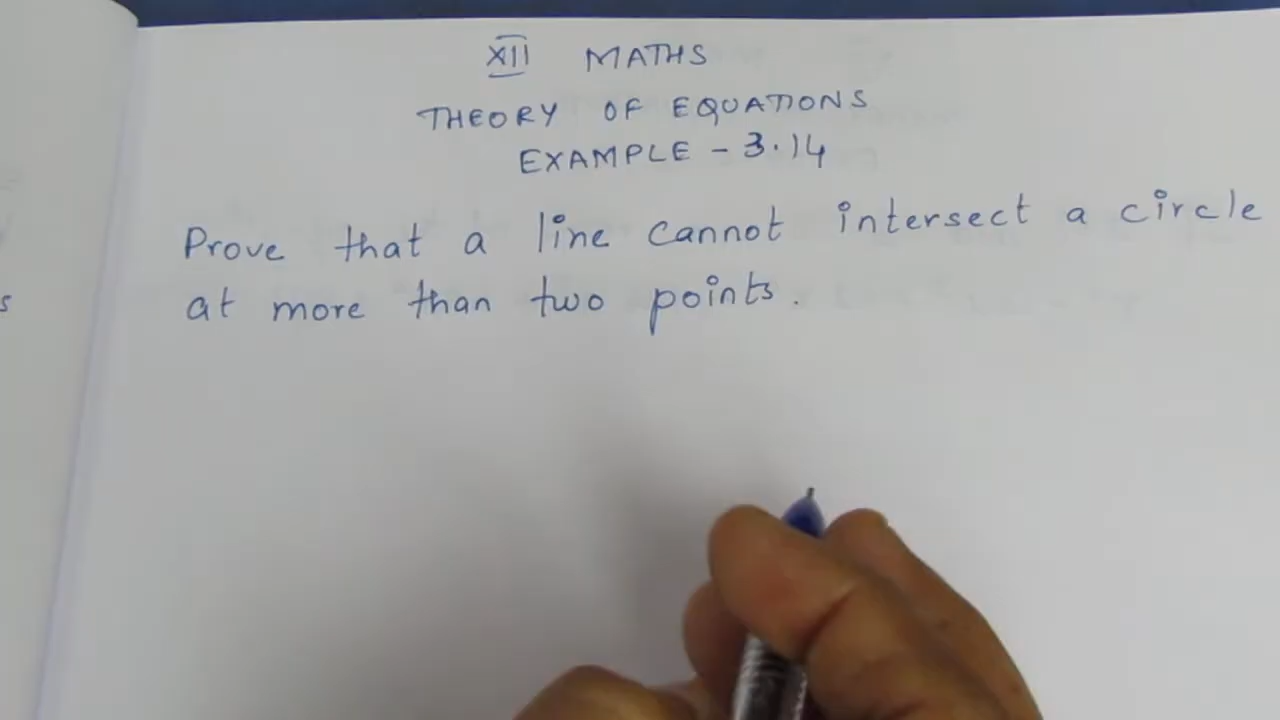 XII MATHS
THEORY OF EQUATIONS
EXAMPLE - 3.14
Prove that a line cannot intersect a circle
at more than two points.
s